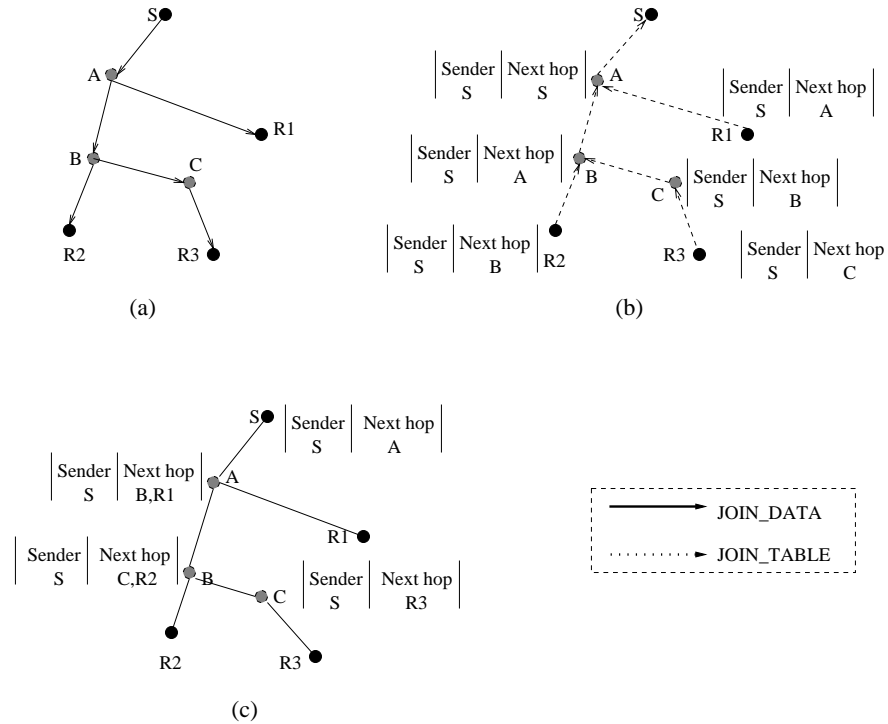 S
A
R1
B
C
R2
R3
(a)
S
Sender Next hop
S S
A
Sender Next hop
S A
R1
Sender Next hop
S A
B
C
Sender Next hop
S B
Sender Next hop
S B
R2
R3
Sender Next hop
S C
(b)
S
Sender Next hop
S A
Sender Next hop
S B,R1
A
R1
Sender Next hop
S C,R2
B
C
Sender Next hop
S R3
R2
R3
(c)
JOIN_DATA
JOIN_TABLE